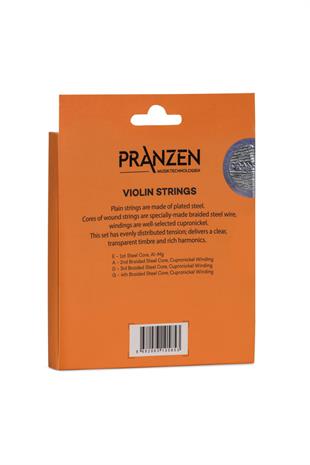 PRANZEN
MUSIKTECHNOLOGIEN
VIOLIN STRINGS
Plain strings are made of plated steel.
Cores of wound strings are specially-made braided steel wire,
windings are well-selected cupronickel.
This set has evenly distributed tension; delivers a clear,
transparent timbre and rich harmonics.
E - 1st Steel Core, Al-Mg
A - 2nd Braided Steel Core, Cupronickel Winding
D - 3rd Braided Steel Core, Cupronickel Winding
G - 4th Braided Steel Core, Cupronickel Winding